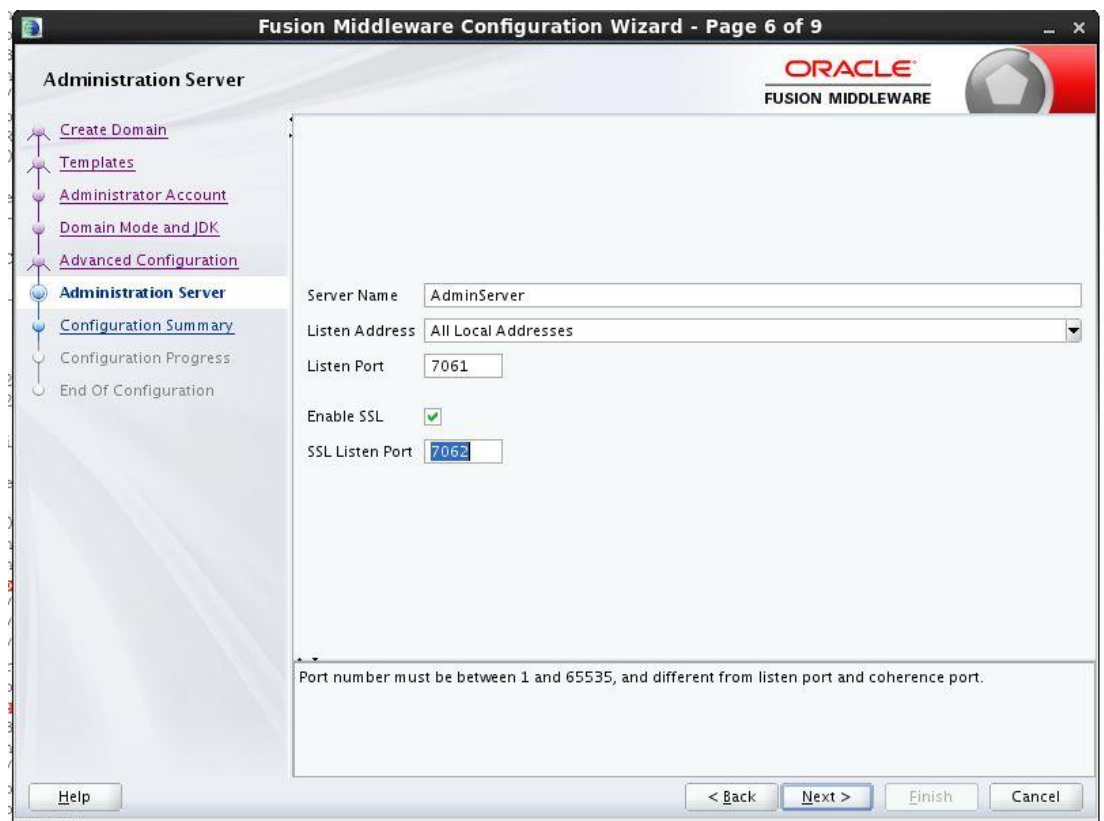 Fusion Middleware Configuration Wizard - Page 6 of 9
Administration Server
ORACLE
FUSION MIDDLEWARE
Create Domain
Templates
Administrator Account
Domain Mode and JDK
Advanced Configuration
Administration Server
Configuration Summary
Configuration Progress
End Of Configuration
Server Name AdminServer
Listen Address All Local Addresses
Listen Port 7061
Enable SSL
SSL Listen Port 7062
Port number must be between 1 and 65535, and different from listen port and coherence port.
Help < Back Next > Finish Cancel